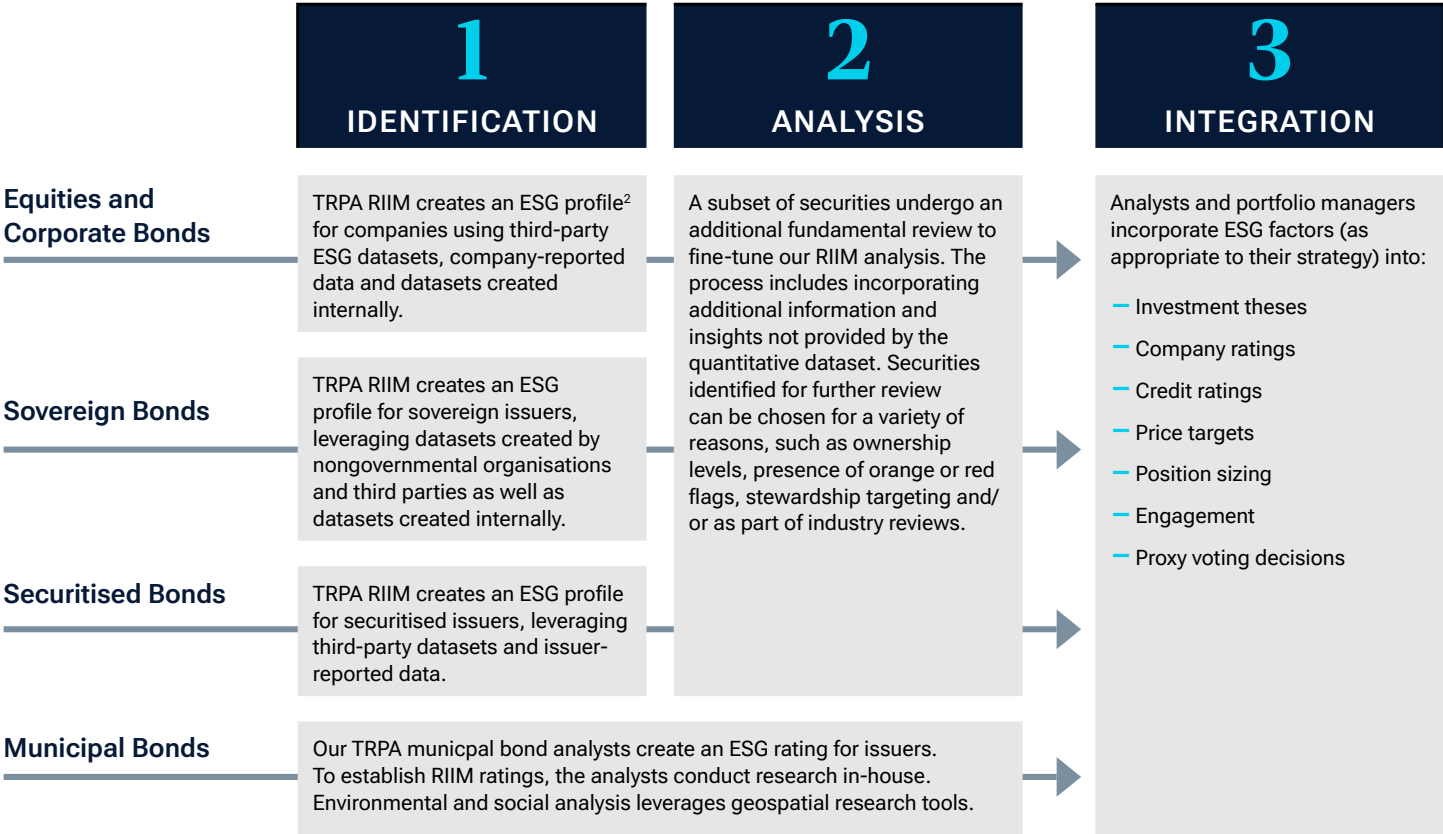 1
IDENTIFICATION
2
ANALYSIS
3
INTEGRATION
Equities and
Corporate Bonds
TRPA RIIM creates an ESG profile²
for companies using third-party
ESG datasets, company-reported
data and datasets created
internally.
Sovereign Bonds
TRPA RIIM creates an ESG
profile for sovereign issuers,
leveraging datasets created by
nongovernmental organisations
and third parties as well as
datasets created internally.
Securitised Bonds
TRPA RIIM creates an ESG profile
for securitised issuers, leveraging
third-party datasets and issuer-
reported data.
A subset of securities undergo an
additional fundamental review to
fine-tune our RIIM analysis. The
process includes incorporating
additional information and
insights not provided by the
quantitative dataset. Securities
identified for further review
can be chosen for a variety of
reasons, such as ownership
levels, presence of orange or red
flags, stewardship targeting and/
or as part of industry reviews.
Municipal Bonds
Our TRPA municpal bond analysts create an ESG rating for issuers.
To establish RIIM ratings, the analysts conduct research in-house.
Environmental and social analysis leverages geospatial research tools.
Analysts and portfolio managers
incorporate ESG factors (as
appropriate to their strategy) into:
– Investment theses
– Company ratings
– Credit ratings
– Price targets
– Position sizing
– Engagement
– Proxy voting decisions